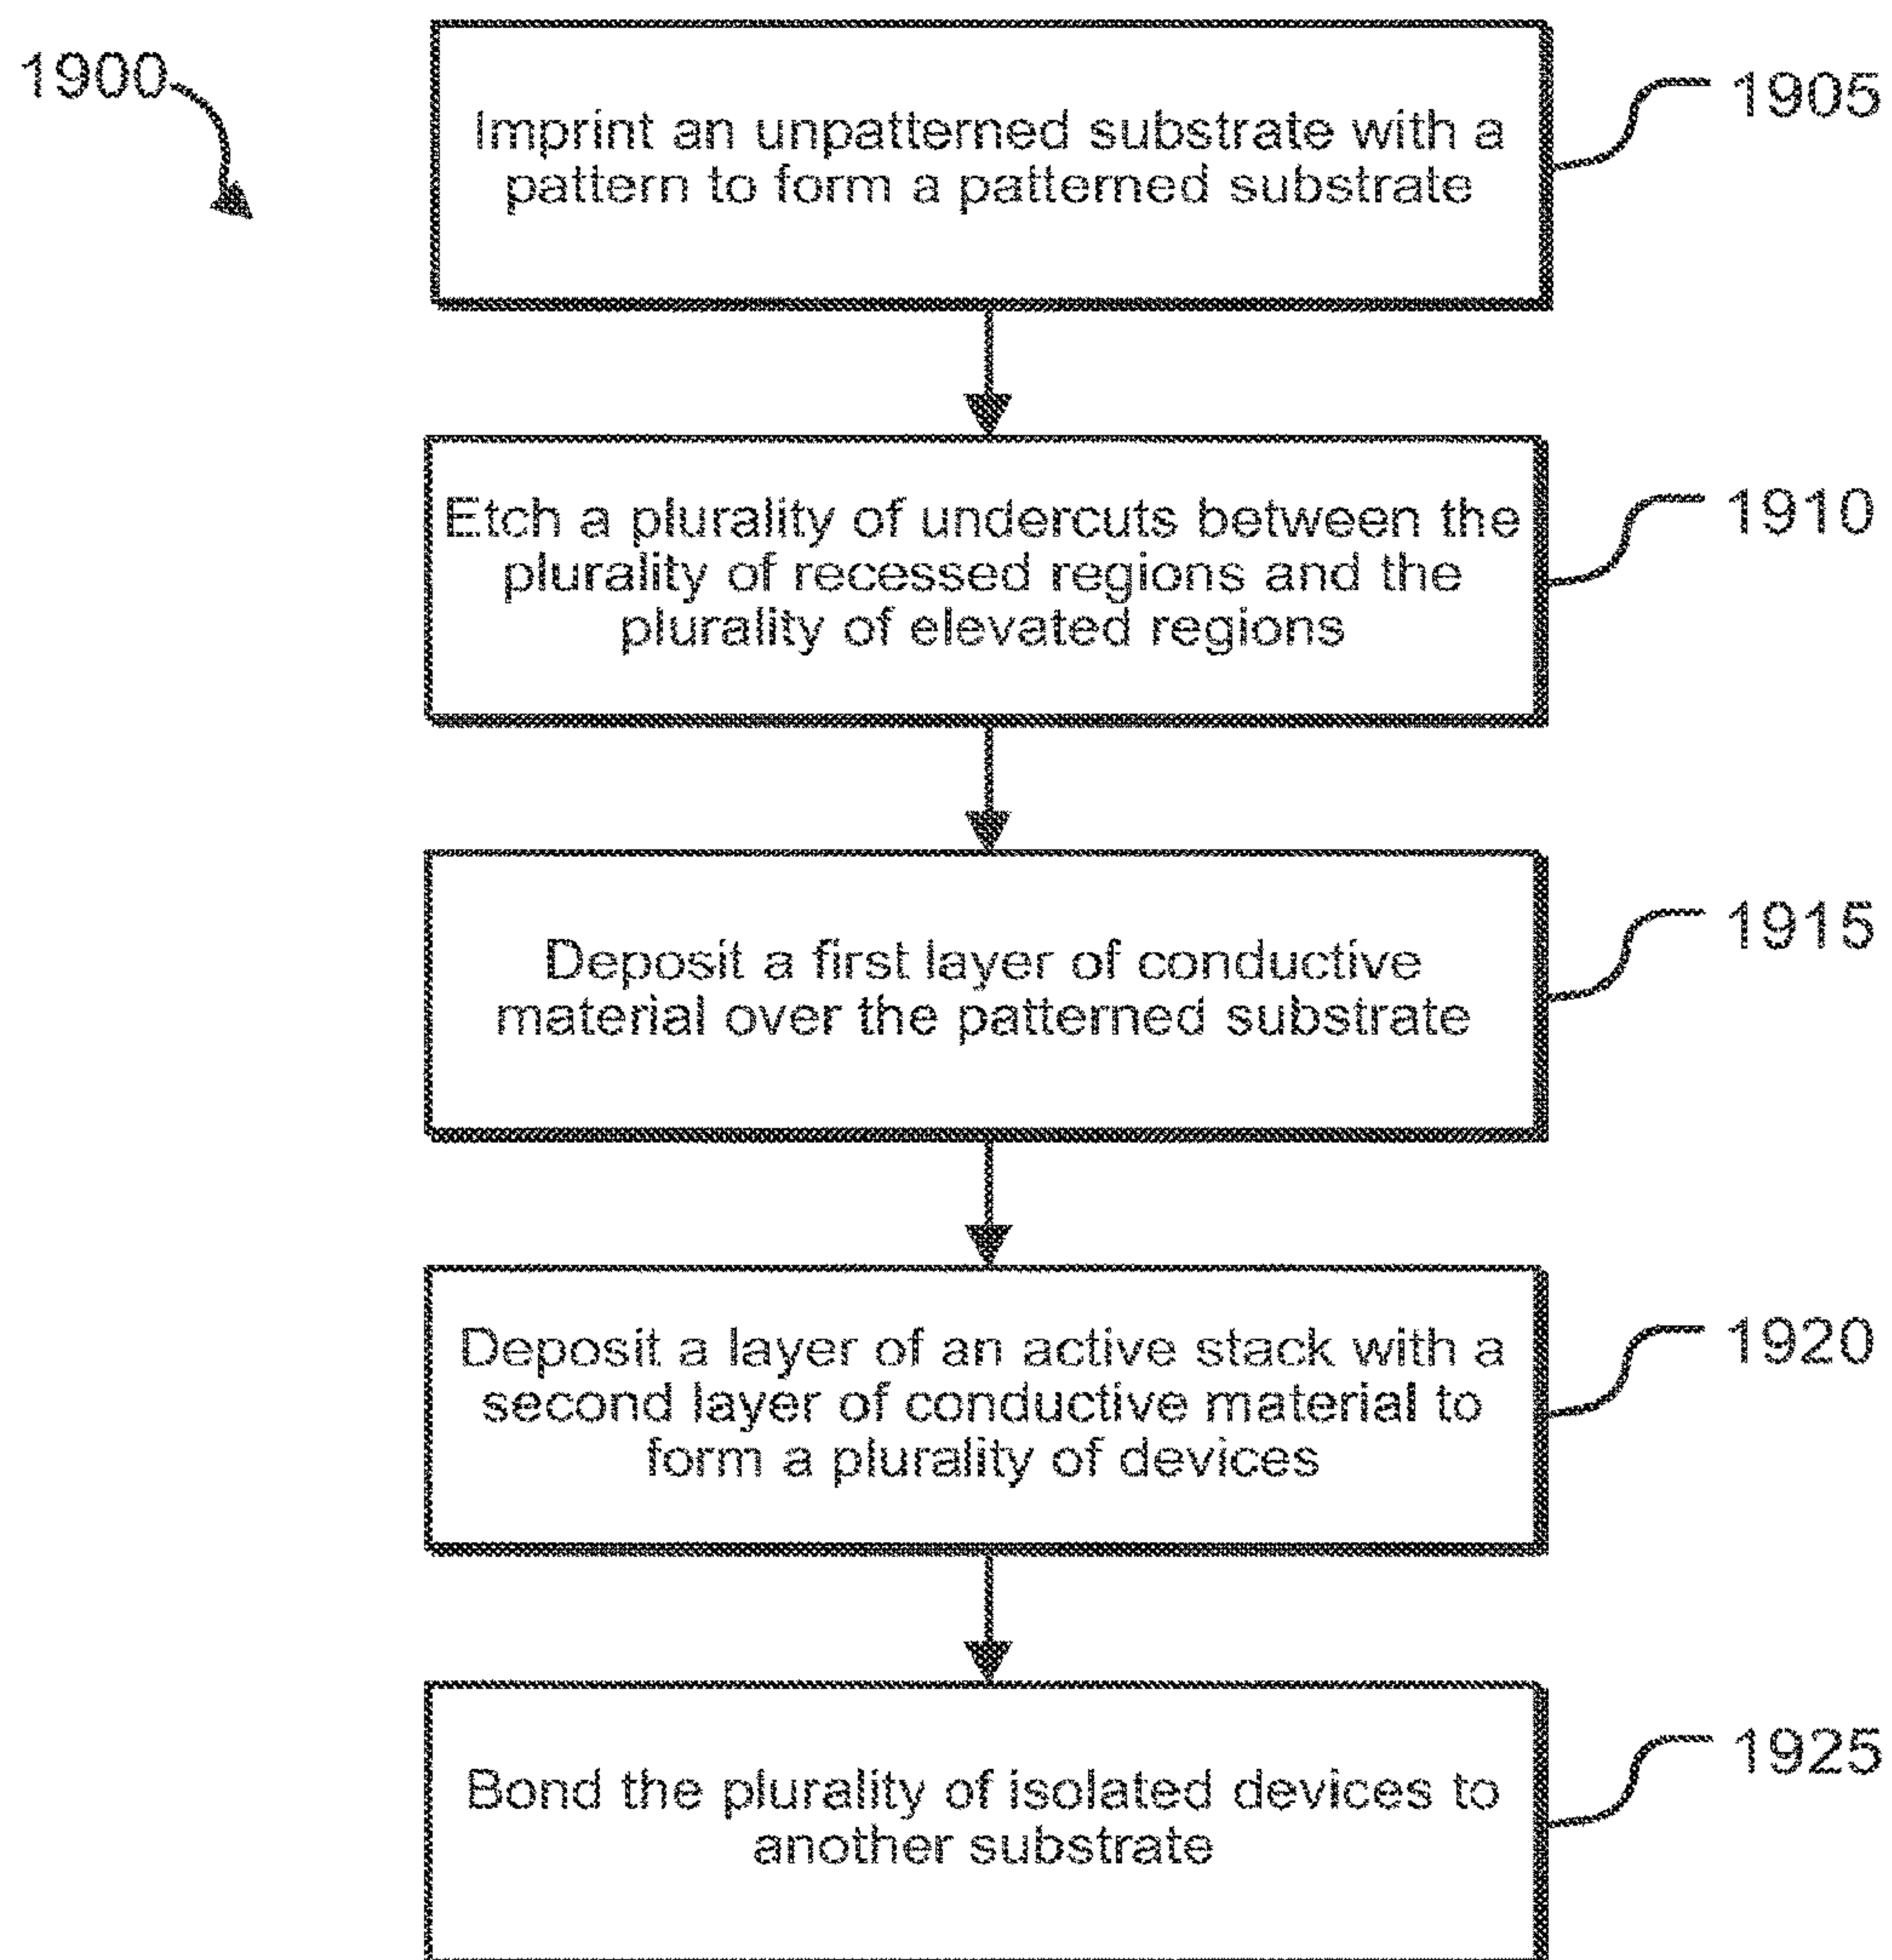 1900
Imprint an unpatterned substrate with a
pattern to form a patterned substrate
1905
Etch a plurality of undercuts between the
plurality of recessed regions and the
plurality of elevated regions
1910
Deposit a first layer of conductive
material over the patterned substrate
1915
Deposit a layer of an active stack with a
second layer of conductive material to
form a plurality of devices
1920
Bond the plurality of isolated devices to
another substrate
1925